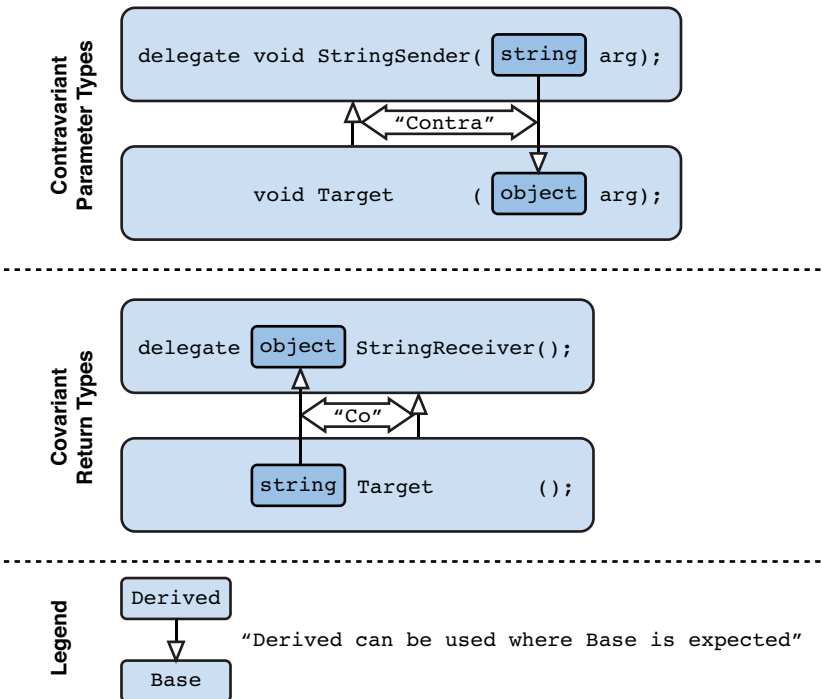 Contravariant
Parameter Types
delegate void StringSender( string arg);
“Contra”
void Target ( object arg);
Covariant
Return Types
delegate object StringReceiver();
“Co”
string Target ();
Legend
Derived
“Derived can be used where Base is expected”
Base